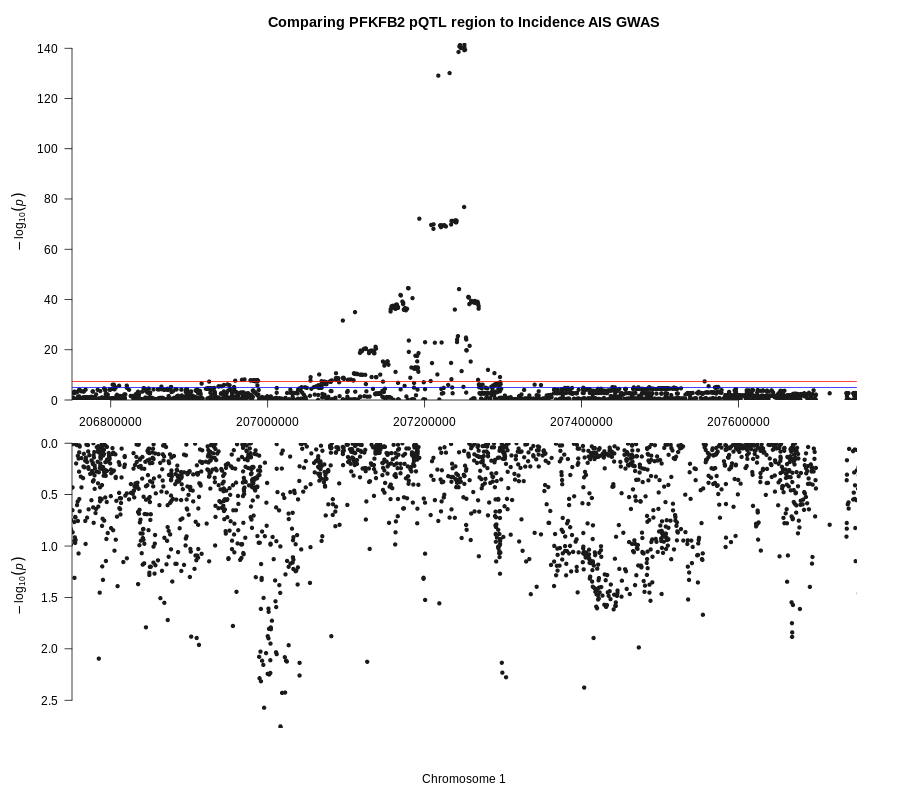 Comparing PFKFB2 pQTL region to Incidence AIS GWAS
140
120
100
80
60
40
20
0
− log10(p)
206800000 207000000 207200000 207400000 207600000
0.0
0.5
1.0
1.5
2.0
2.5
− log10(p)
Chromosome 1